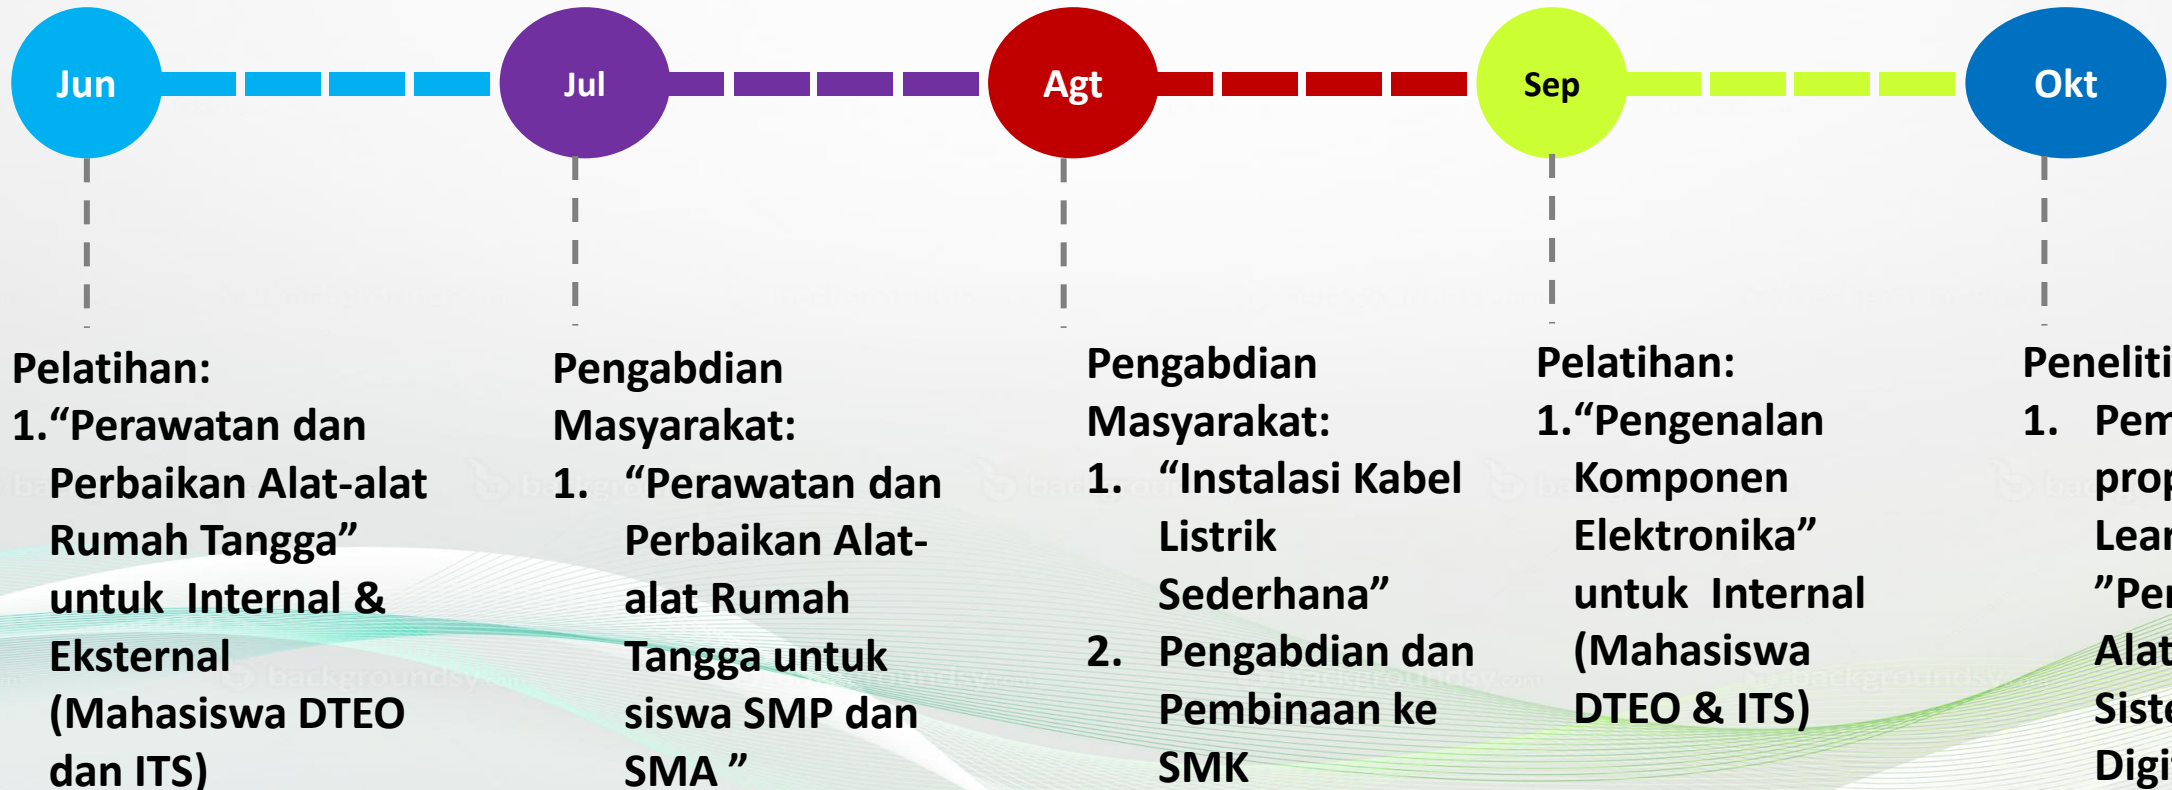 Jun
Jul
Agt
Sep
Okt
Pelatihan:
1.“Perawatan dan
Perbaikan Alat-alat
Rumah Tangga”
untuk  Internal &
Eksternal
(Mahasiswa DTEO
dan ITS)
Pengabdian
Masyarakat:
1. “Perawatan dan
Perbaikan Alat-
alat Rumah
Tangga untuk
siswa SMP dan
SMA ”
Pengabdian
Masyarakat:
1. “Instalasi Kabel
Listrik
Sederhana”
2. Pengabdian dan
Pembinaan ke
SMK
Pelatihan:
1.“Pengenalan
Komponen
Elektronika”
untuk  Internal
(Mahasiswa
DTEO & ITS)
1.